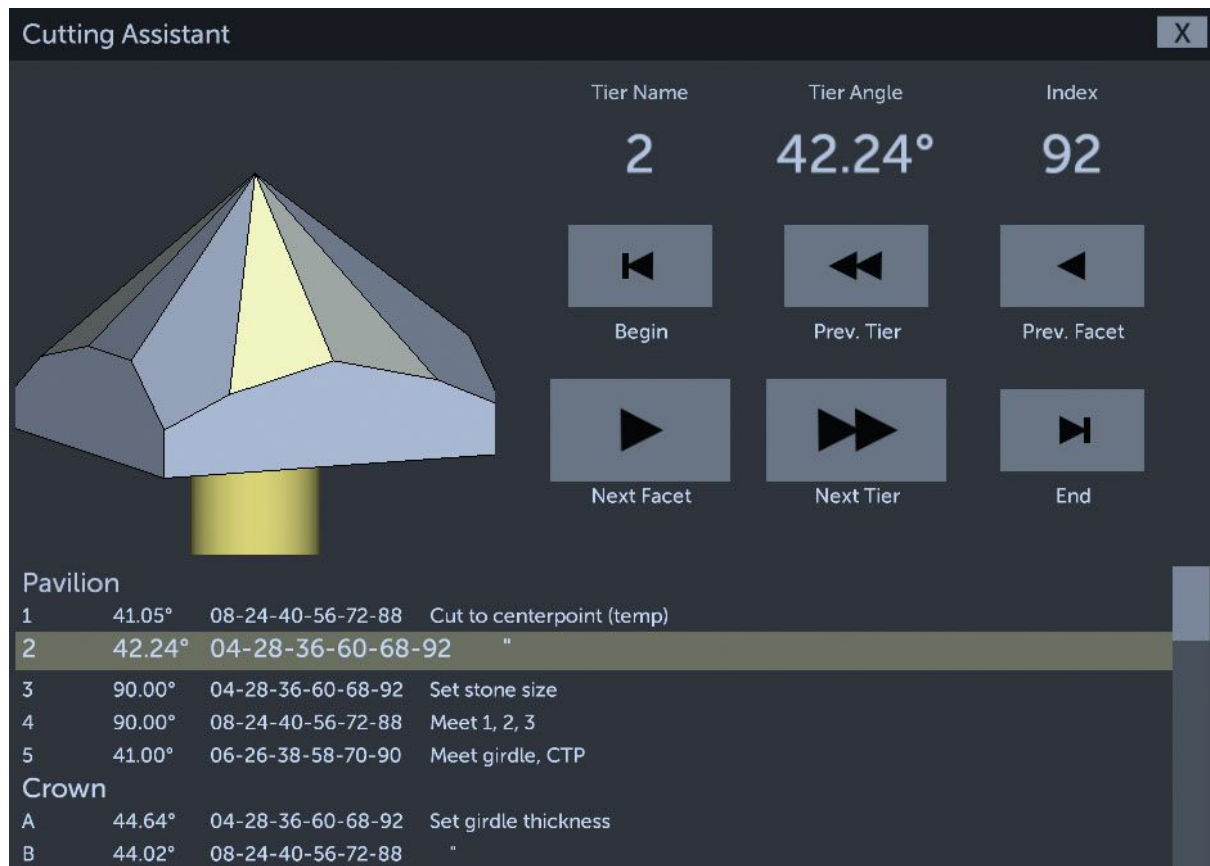 Cutting Assistant
X
Tier Name Tier Angle Index
2 42.24° 92
Begin Prev. Tier Prev. Facet
Next Facet Next Tier End
Pavilion
1 41.05° 08-24-40-56-72-88 Cut to centerpoint (temp)
2 42.24° 04-28-36-60-68-92 "
3 90.00° 04-28-36-60-68-92 Set stone size
4 90.00° 08-24-40-56-72-88 Meet 1, 2, 3
5 41.00° 06-26-38-58-70-90 Meet girdle, CTP
Crown
A 44.64° 04-28-36-60-68-92 Set girdle thickness
B 44.02° 08-24-40-56-72-88 "